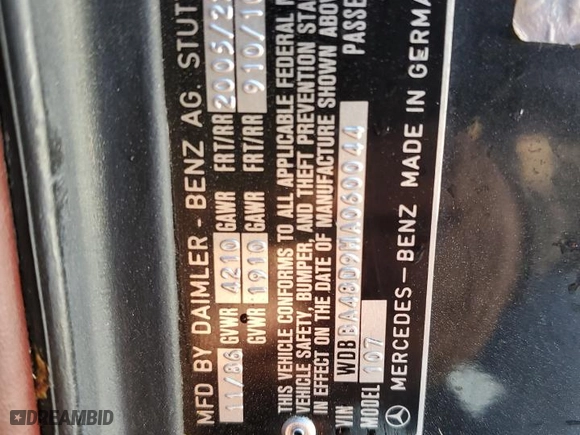 MFD BY DAIMLER - BENZ AG. STUT
11/86 GVWR 4210 GAWR FRT/RR 2005/2
GVWR 1910 GAWR FRT/RR 910/10
THIS VEHICLE CONFORMS TO ALL APPLICABLE FEDERAL M
VEHICLE SAFETY, BUMPER, AND THEFT PREVENTION STA
IN EFFECT ON THE DATE OF MANUFACTURE SHOWN ABOV
VIN WDBBA48D9HA060044 PASSE
MODEL 107
MERCEDES-BENZ MADE IN GERMA
DREAMBID